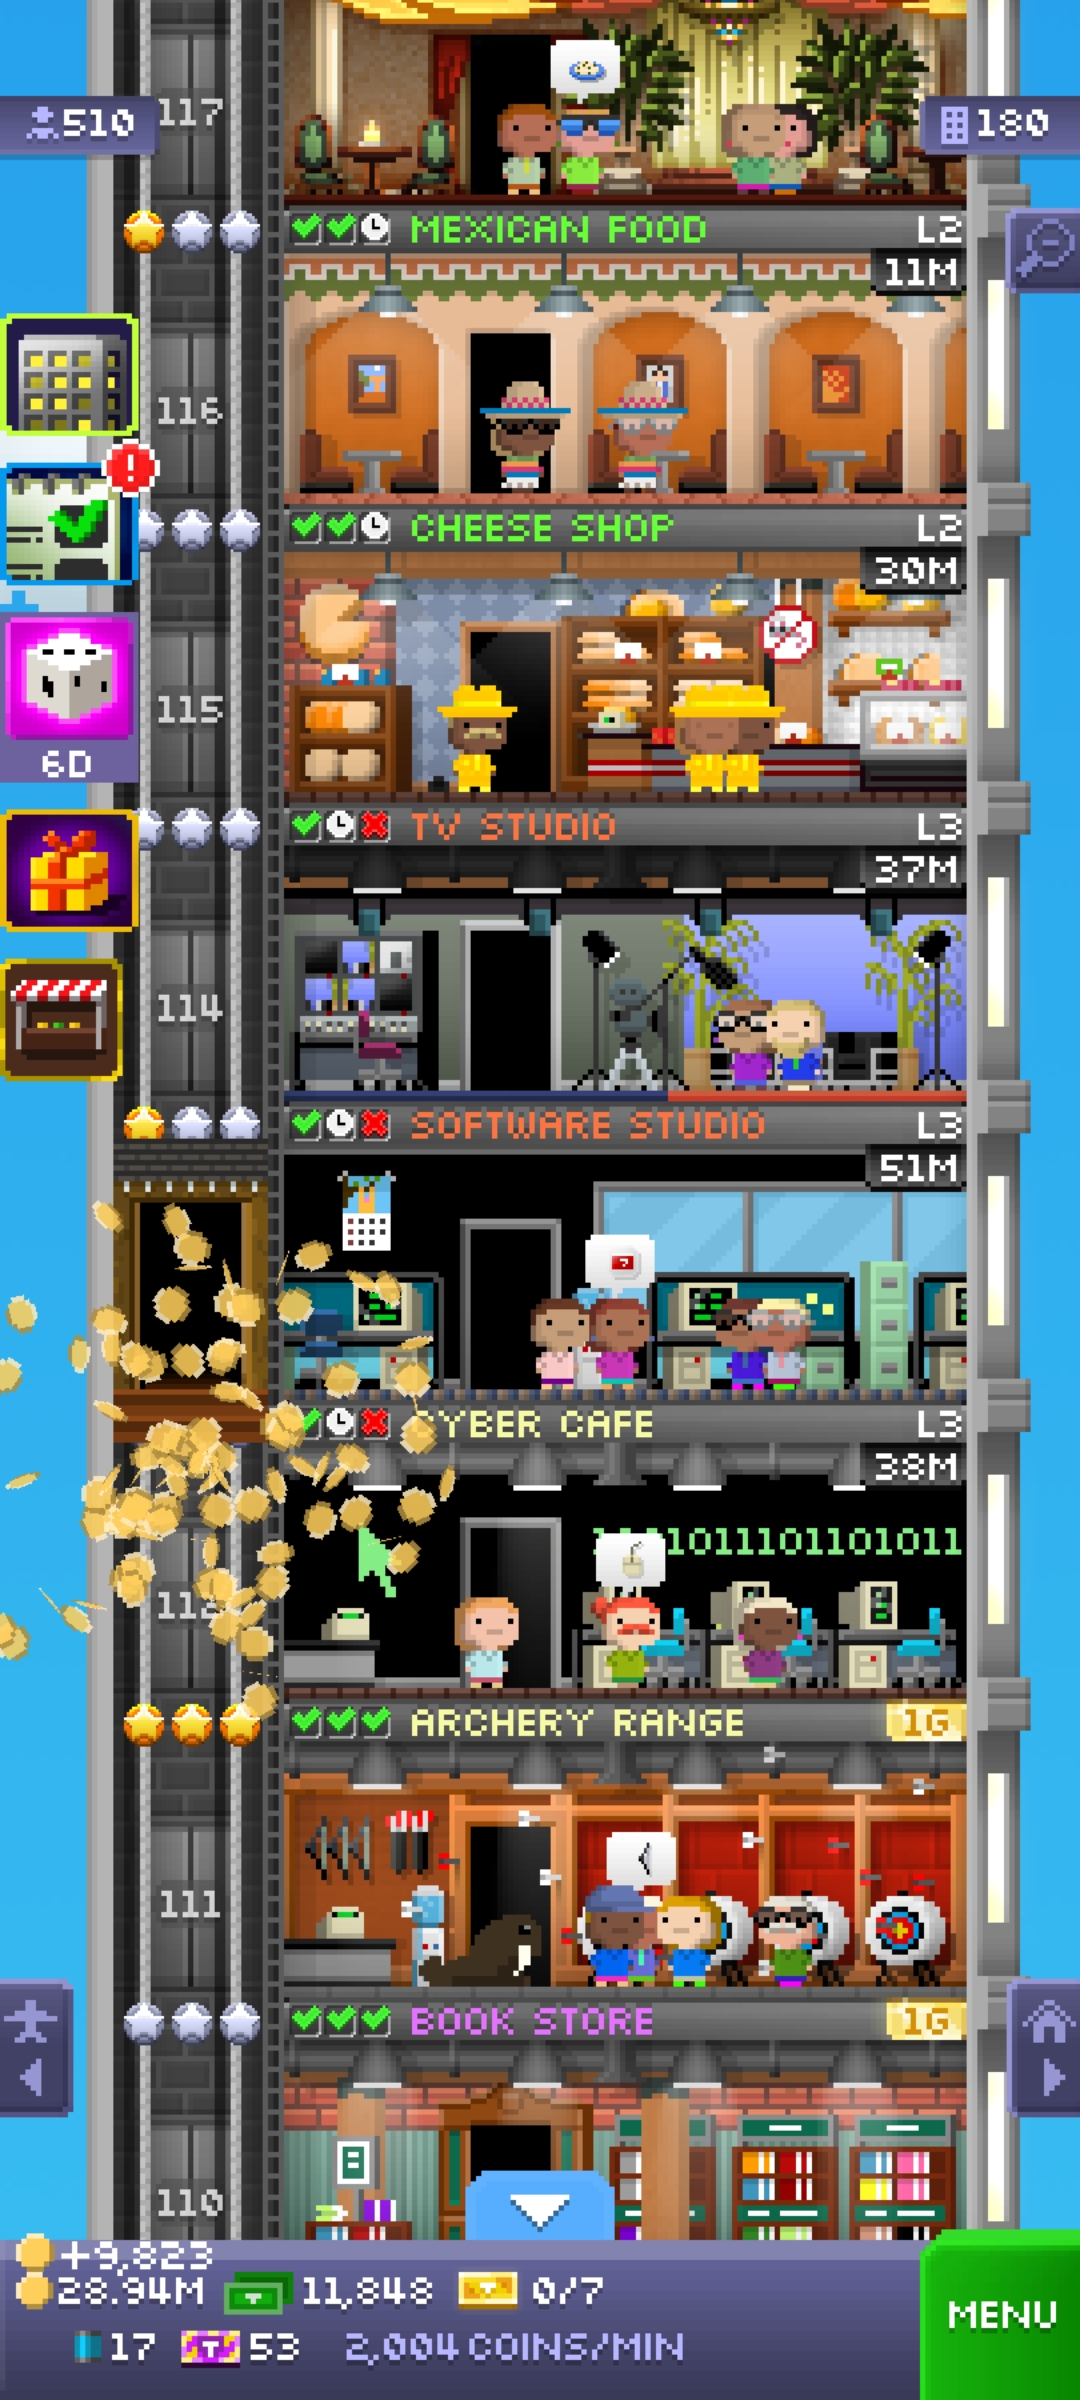 117
510
180
MEXICAN FOOD L2
11M
116
CHEESE SHOP L2
30M
115
6D
TV STUDIO L3
37M
114
SOFTWARE STUDIO L3
51M
CYBER CAFE L3
38M
1011101101011
112
ARCHERY RANGE 1G
111
BOOK STORE 1G
110
+9,823
28.94M 11,848 0/7
MENU
17 53 2,004 COINS/MIN